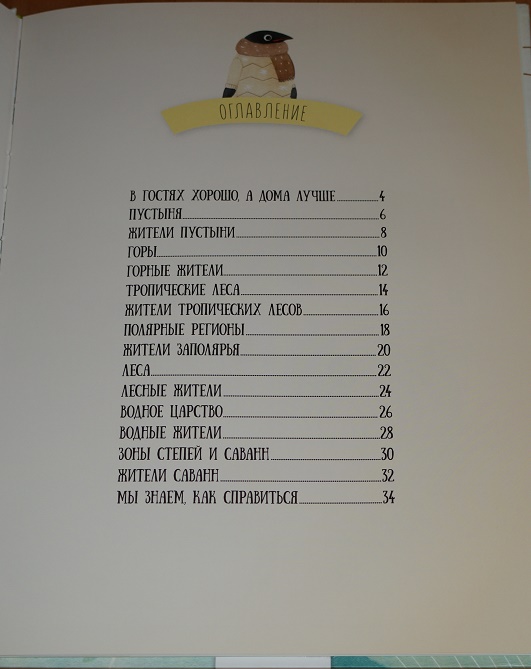 ОГЛАВЛЕНИЕ
В ГОСТЯХ ХОРОШО, А ДОМА ЛУЧШЕ 4
ПУСТЫНЯ 6
ЖИТЕЛИ ПУСТЫНИ 8
ГОРЫ 10
ГОРНЫЕ ЖИТЕЛИ 12
ТРОПИЧЕСКИЕ ЛЕСА 14
ЖИТЕЛИ ТРОПИЧЕСКИХ ЛЕСОВ 16
ПОЛЯРНЫЕ РЕГИОНЫ 18
ЖИТЕЛИ ЗАПОЛЯРЬЯ 20
ЛЕСА 22
ЛЕСНЫЕ ЖИТЕЛИ 24
ВОДНОЕ ЦАРСТВО 26
ВОДНЫЕ ЖИТЕЛИ 28
ЗОНЫ СТЕПЕЙ И САВАНН 30
ЖИТЕЛИ САВАНН 32
МЫ ЗНАЕМ, КАК СПРАВИТЬСЯ 34